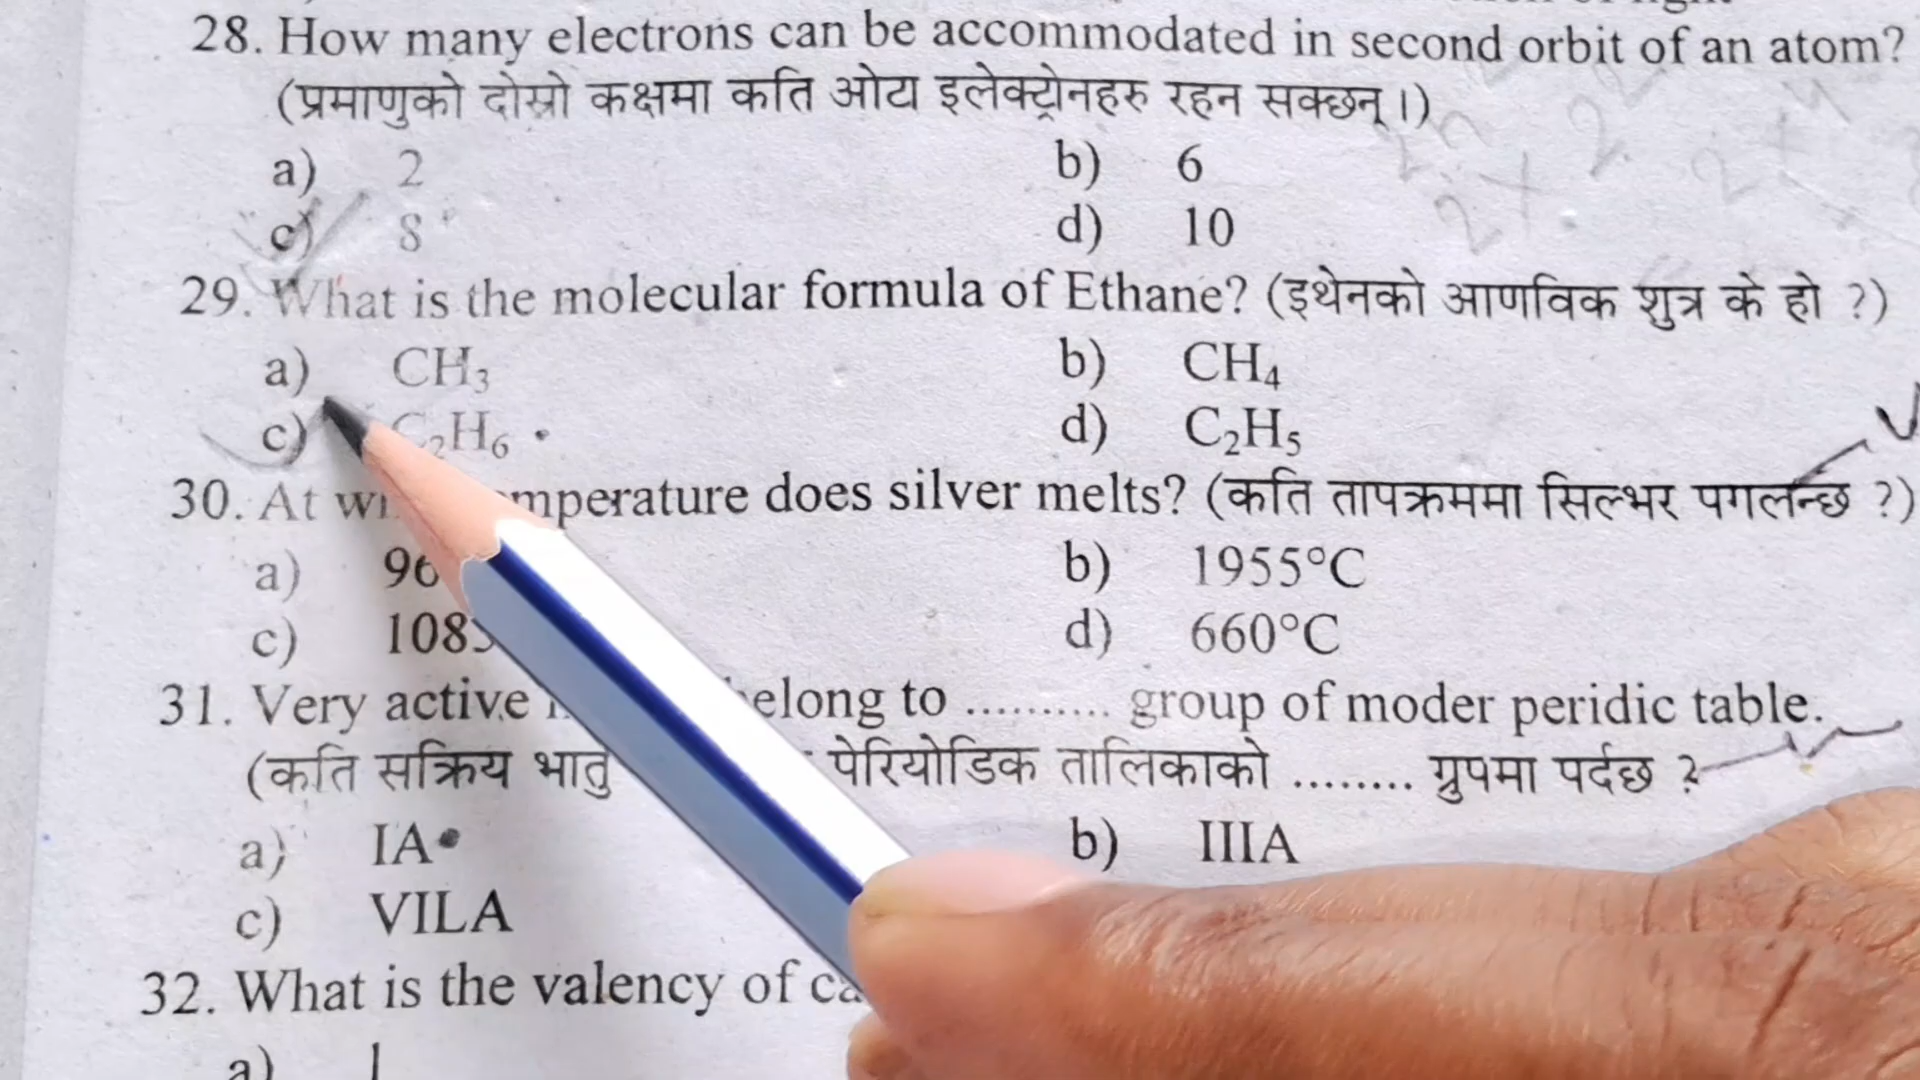 28. How many electrons can be accommodated in second orbit of an atom?
(प्रमाणुको दोस्रो कक्षमा कति ओटा इलेक्ट्रोनहरु रहन सक्छन् ।)
a) 2 b) 6
c) 8 d) 10
29. What is the molecular formula of Ethane? (इथेनको आणविक शुत्र के हो ?)
a) CH₃ b) CH₄
c) C₂H₆ d) C₂H₅
30. At mperature does silver melts? (कति तापक्रममा सिल्भर पगलन्छ ?)
a) 96 b) 1955°C
c) 108 d) 660°C
31. Very active elong to .......... group of moder peridic table.
(कति सक्रिय भातु पेरियोडिक तालिकाको ........ ग्रुपमा पर्दछ ?
a) IA b) IIIA
c) VILA
32. What is the valency of ca
a) 1